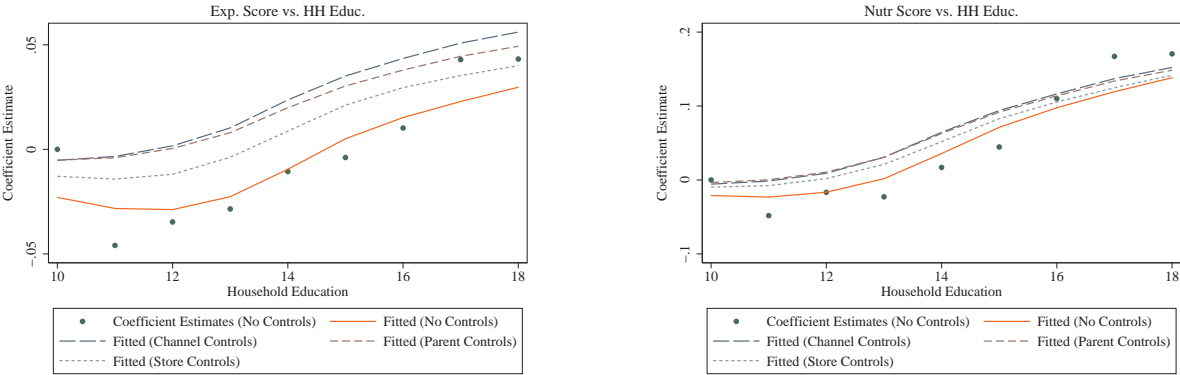 Exp. Score vs. HH Educ.
Coefficient Estimate
.05
0
-.05
10 12 14 16 18
Household Education
Coefficient Estimates (No Controls) Fitted (No Controls)
Fitted (Channel Controls) Fitted (Parent Controls)
Fitted (Store Controls)
Nutr Score vs. HH Educ.
Coefficient Estimate
.2
.1
0
-.1
10 12 14 16 18
Household Education
Coefficient Estimates (No Controls) Fitted (No Controls)
Fitted (Channel Controls) Fitted (Parent Controls)
Fitted (Store Controls)